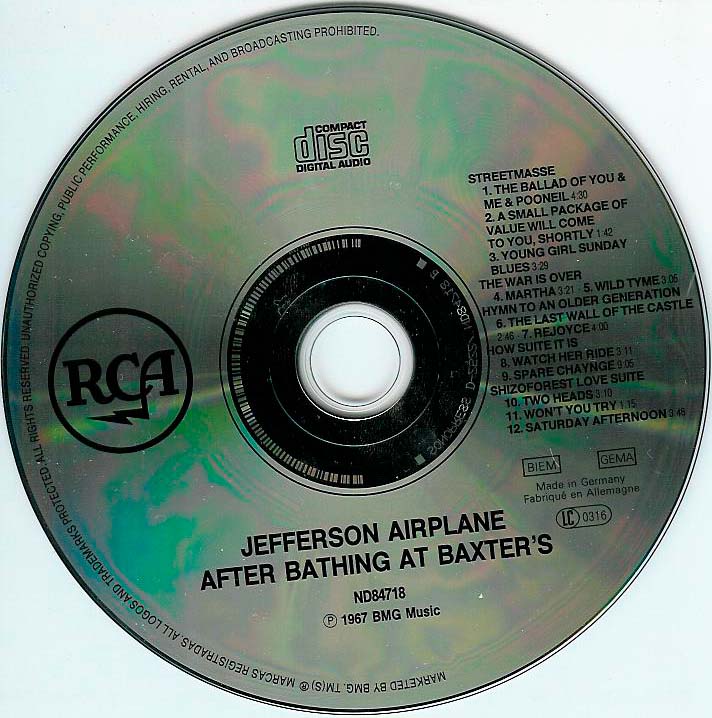 UNAUTHORIZED COPYING, PUBLIC PERFORMANCE, HIRING, RENTAL, AND BROADCASTING PROHIBITED.
COMPACT
disc
DIGITAL AUDIO
STREETMASSE
1. THE BALLAD OF YOU &
ME & POONEIL 4:30
2. A SMALL PACKAGE OF
VALUE WILL COME
TO YOU, SHORTLY 1:42
3. YOUNG GIRL SUNDAY
BLUES 3:29
THE WAR IS OVER
4. MARTHA 3:21 · 5. WILD TYME 3:05
HYMN TO AN OLDER GENERATION
6. THE LAST WALL OF THE CASTLE
2:46 · 7. REJOYCE 4:00
HOW SUITE IT IS
8. WATCH HER RIDE 3:11
9. SPARE CHAYNGE 9:05
SHIZOFOREST LOVE SUITE
10. TWO HEADS 3:10
11. WON'T YOU TRY 1:15
12. SATURDAY AFTERNOON 3:48
RCA
BIEM GEMA
Made in Germany
Fabriqué en Allemagne
LC 0316
JEFFERSON AIRPLANE
AFTER BATHING AT BAXTER'S
ND84718
℗ 1967 BMG Music
MARKETED BY BMG. TM(S) ® MARCAS REGISTRADAS. ALL LOGOS AND TRADEMARKS PROTECTED. ALL RIGHTS RESERVED.